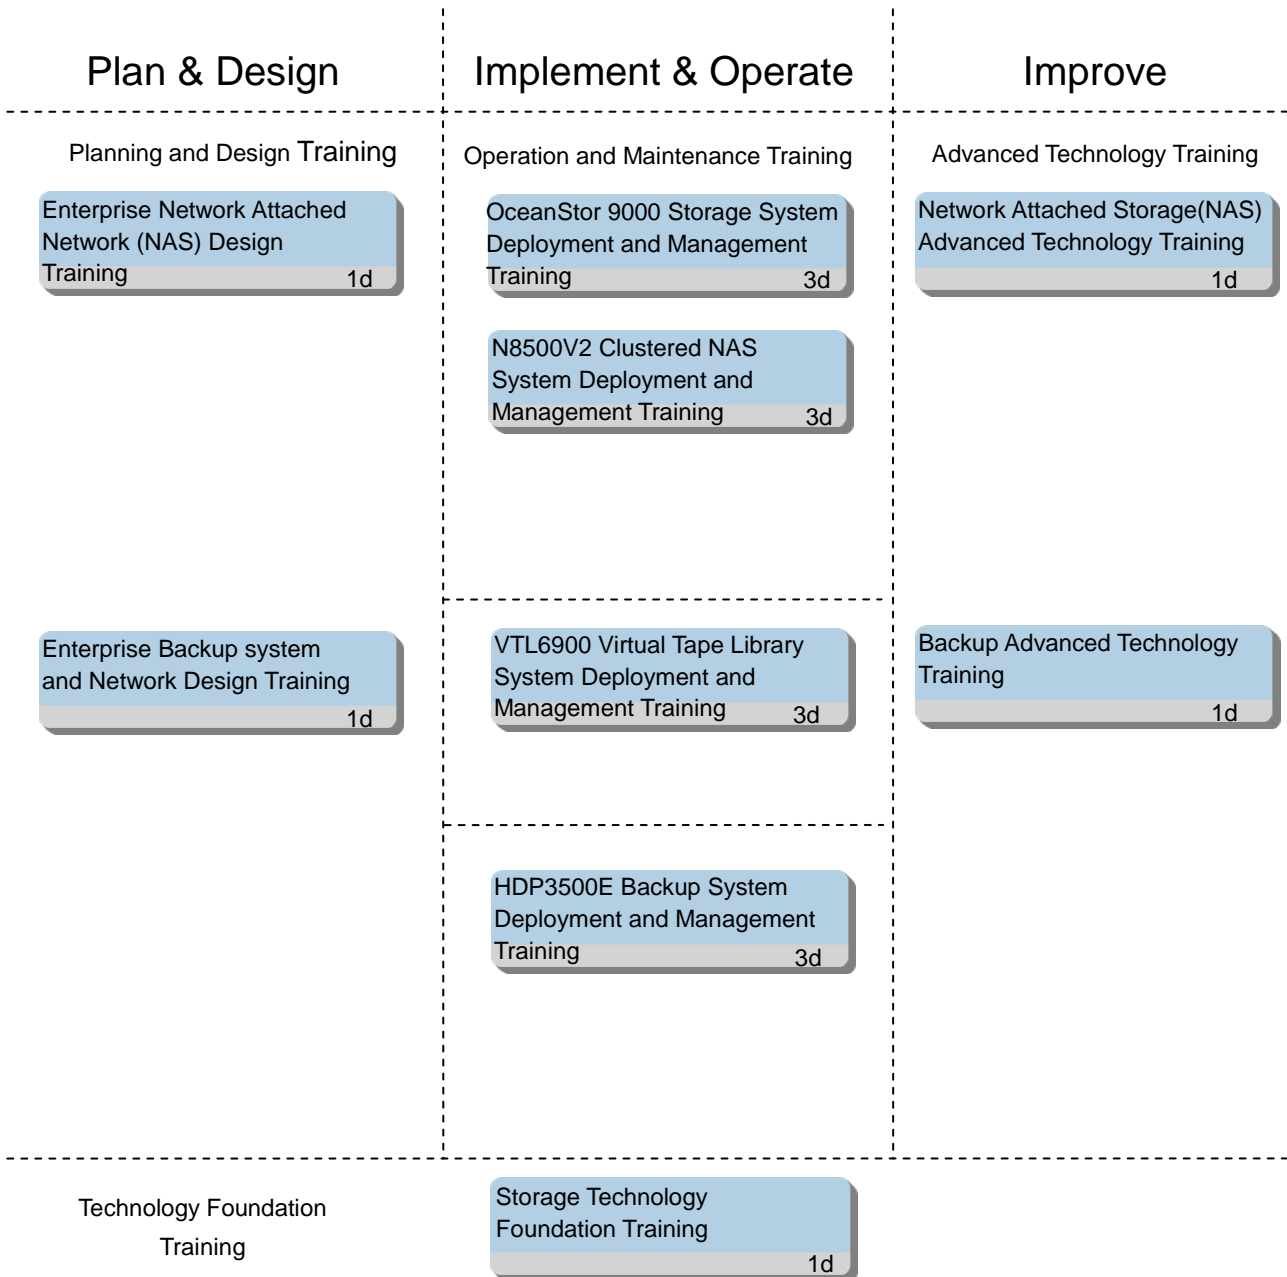 Plan & Design
Implement & Operate
Improve
Planning and Design Training
Operation and Maintenance Training
Advanced Technology Training
Enterprise Network Attached
Network (NAS) Design
Training
1d
OceanStor 9000 Storage System
Deployment and Management
Training
3d
Network Attached Storage(NAS)
Advanced Technology Training
1d
N8500V2 Clustered NAS
System Deployment and
Management Training
3d
Enterprise Backup system
and Network Design Training
1d
VTL6900 Virtual Tape Library
System Deployment and
Management Training
3d
Backup Advanced Technology
Training
1d
HDP3500E Backup System
Deployment and Management
Training
3d
Technology Foundation
Training
Storage Technology
Foundation Training
1d